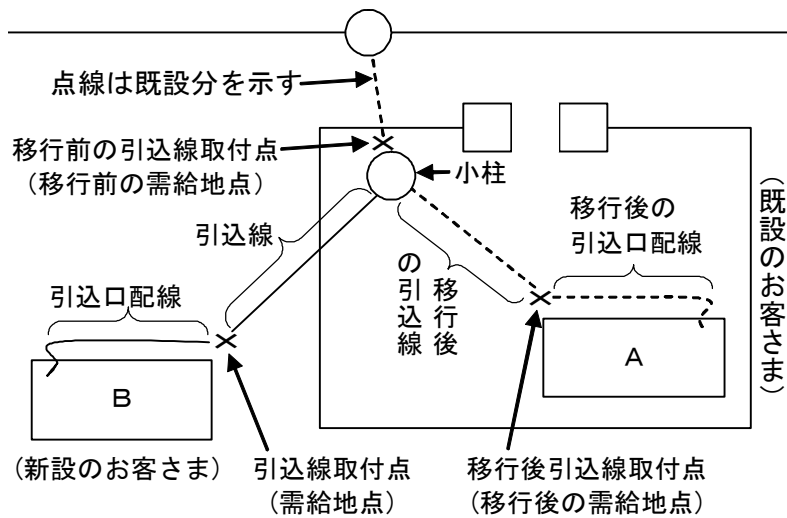 点線は既設分を示す
移行前の引込線取付点
(移行前の需給地点)
小柱
移行後の
引込口配線
(既設のお客さま)
引込線
移行後
の引込線
引込口配線
A
B
(新設のお客さま)
引込線取付点
(需給地点)
移行後引込線取付点
(移行後の需給地点)